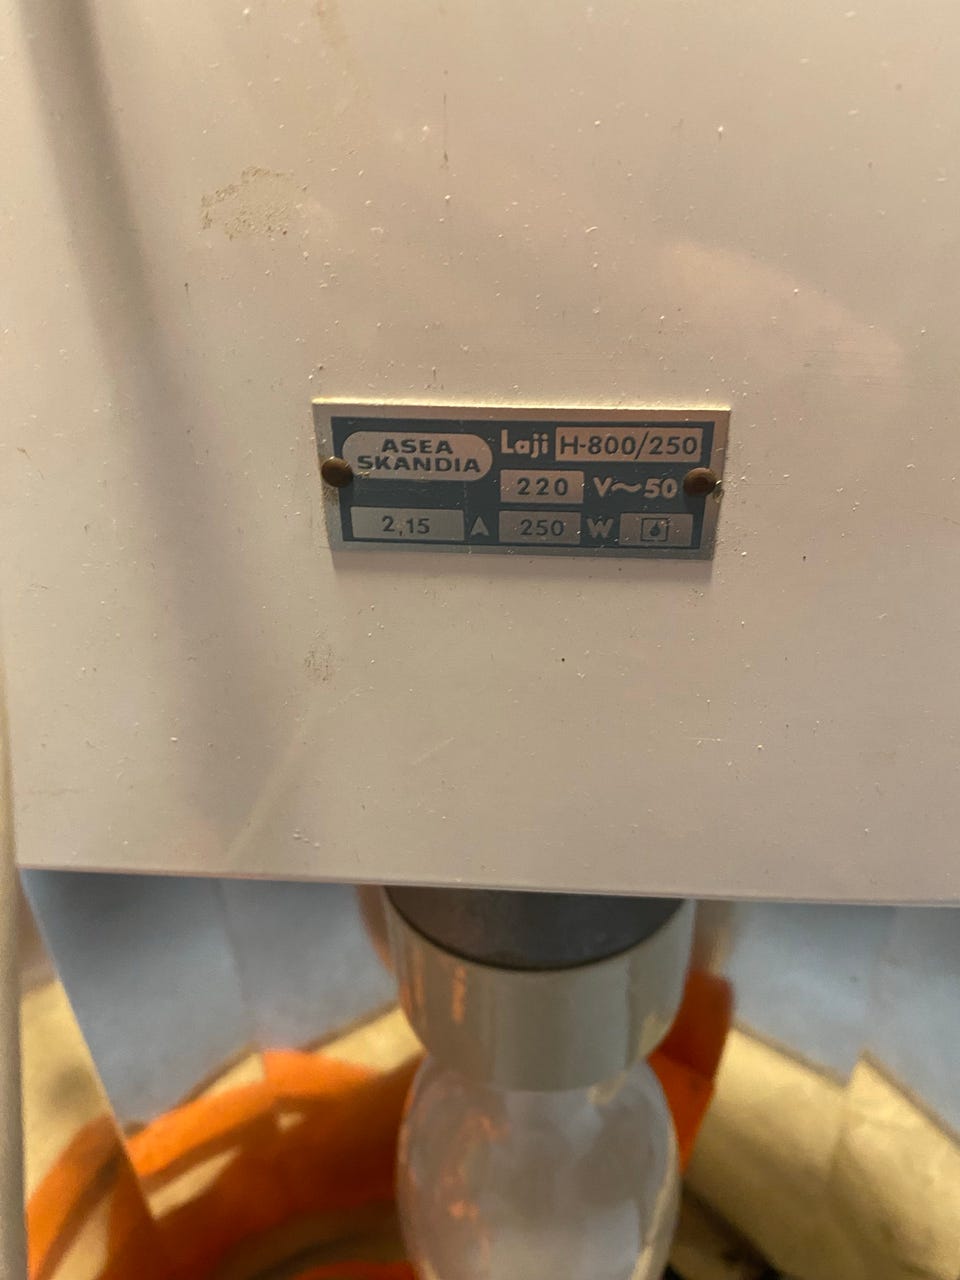 ASEA
SKANDIA
Laji H-800/250
220 V~50
2,15 A 250 W